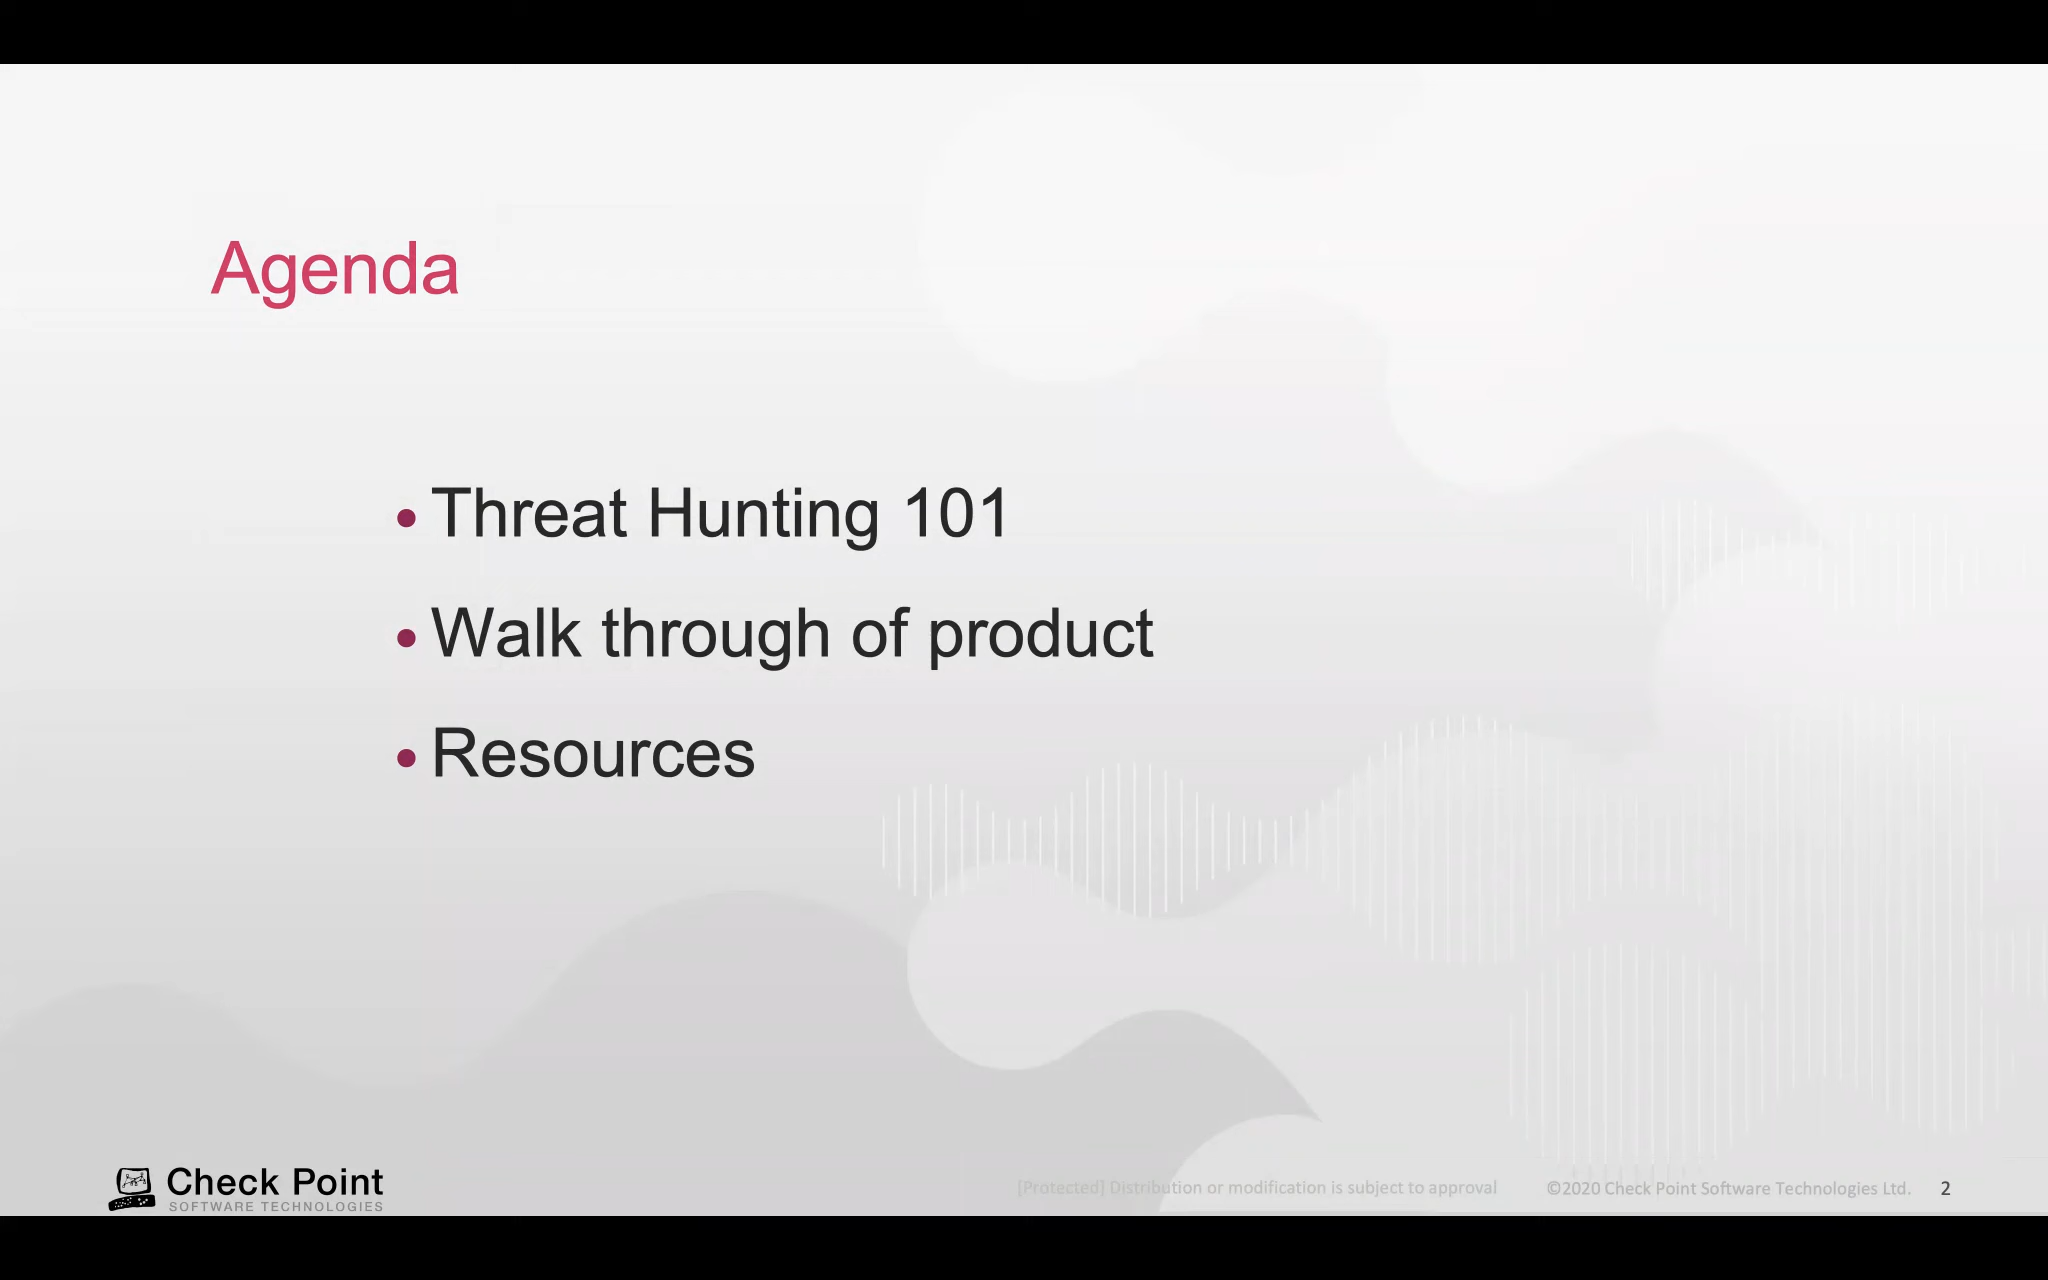 Agenda
• Threat Hunting 101
• Walk through of product
• Resources
Check Point
SOFTWARE TECHNOLOGIES
[Protected] Distribution or modification is subject to approval
©2020 Check Point Software Technologies Ltd.
2